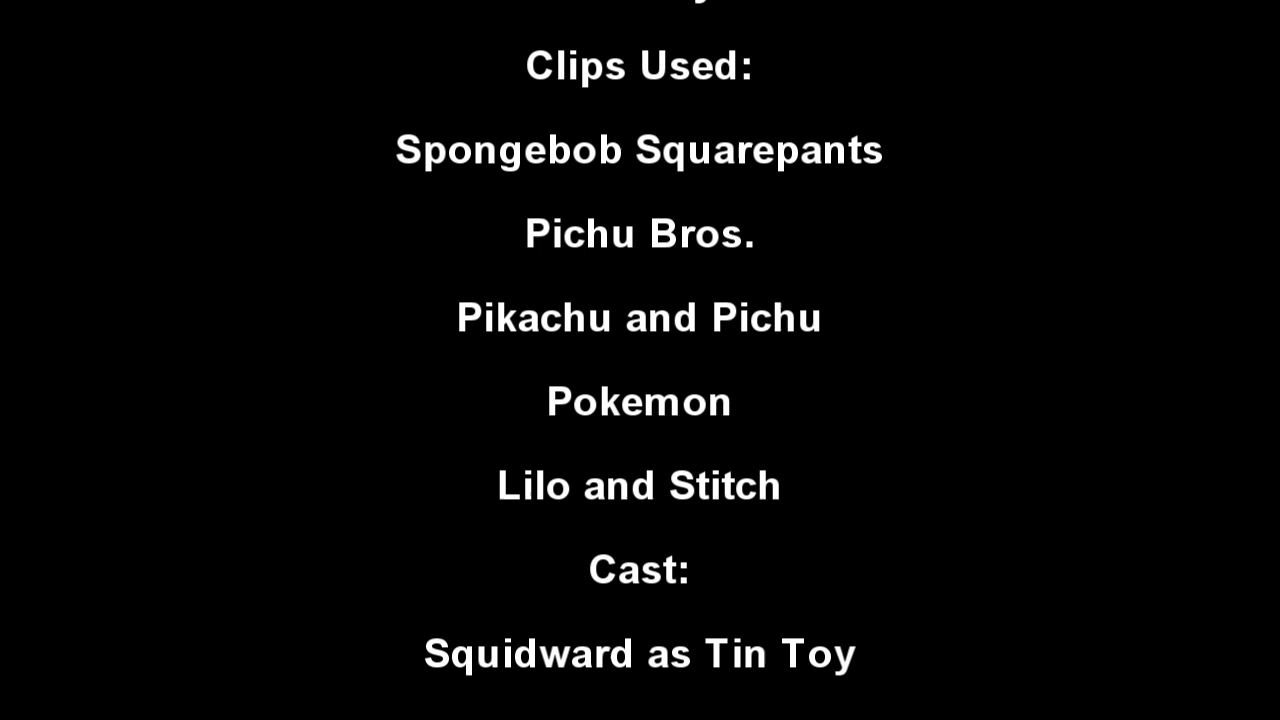 Clips Used:
Spongebob Squarepants
Pichu Bros.
Pikachu and Pichu
Pokemon
Lilo and Stitch
Cast:
Squidward as Tin Toy